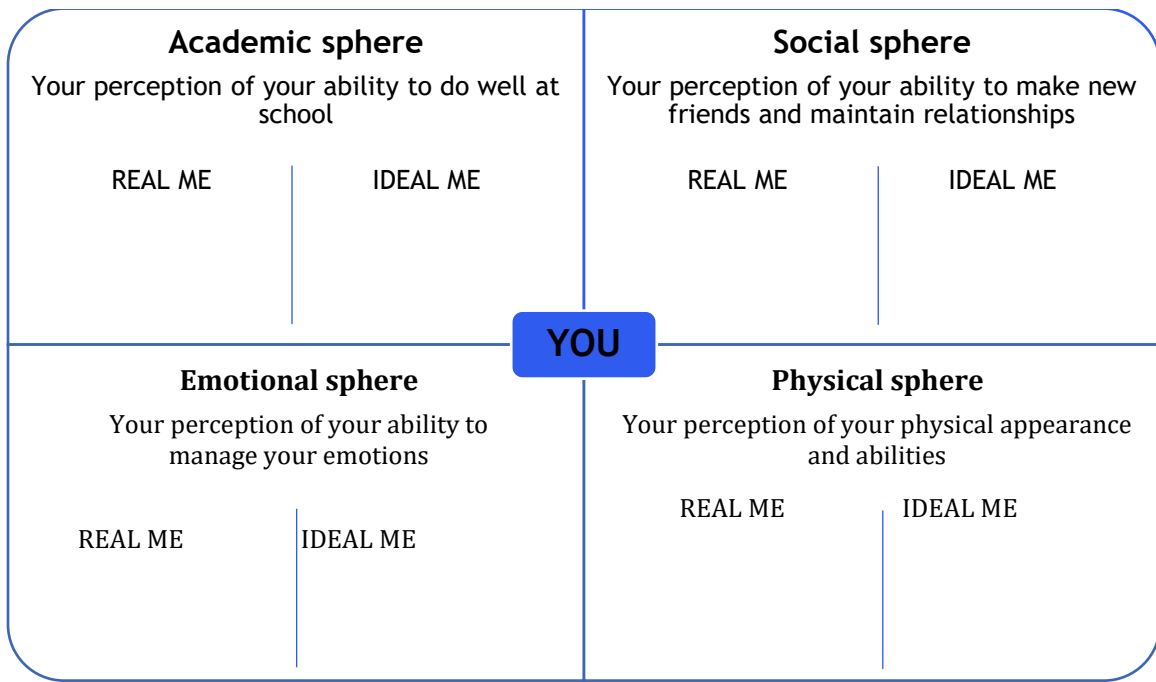 Academic sphere
Your perception of your ability to do well at
school
REAL ME
IDEAL ME
Social sphere
Your perception of your ability to make new
friends and maintain relationships
REAL ME
IDEAL ME
YOU
Emotional sphere
Your perception of your ability to
manage your emotions
REAL ME
IDEAL ME
Physical sphere
Your perception of your physical appearance
and abilities
REAL ME
IDEAL ME